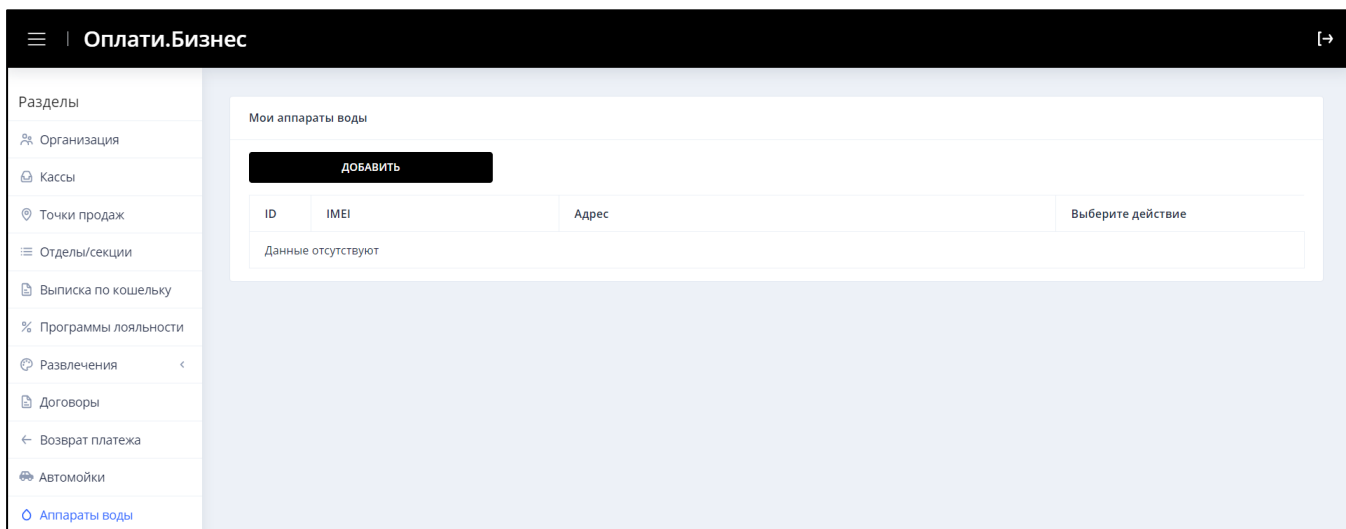 Оплати.Бизнес
Разделы
Организация
Кассы
Точки продаж
Отделы/секции
Выписка по кошельку
Программы лояльности
Развлечения
Договоры
Возврат платежа
Автомойки
Аппараты воды
Мои аппараты воды
ДОБАВИТЬ
ID IMEI Адрес Выберите действие
Данные отсутствуют